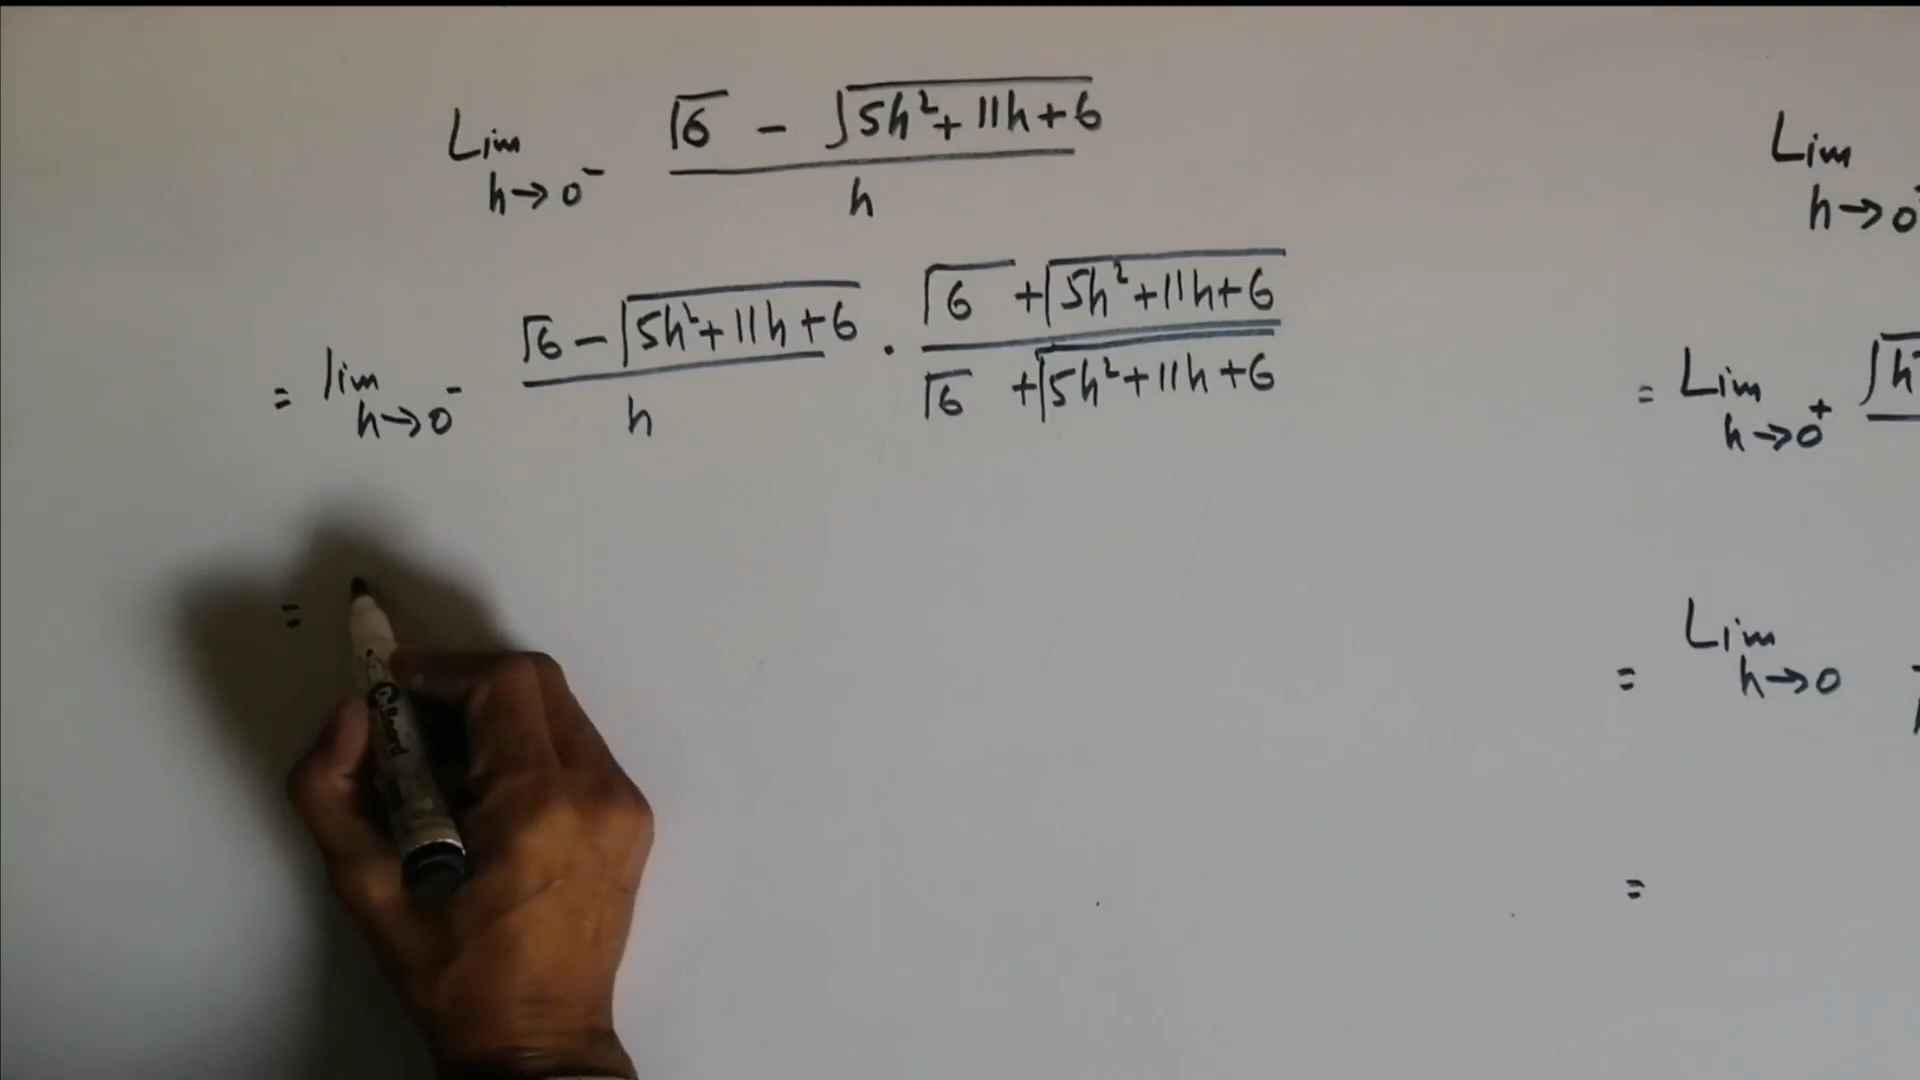 Lim h→0⁻ (√6 - √(5h²+11h+6))/h
= lim h→0⁻ (√6 - √(5h²+11h+6))/h · (√6 + √(5h²+11h+6))/(√6 + √(5h²+11h+6))
=
Lim h→0
= Lim h→0⁺ √h
= Lim h→0
=
Board